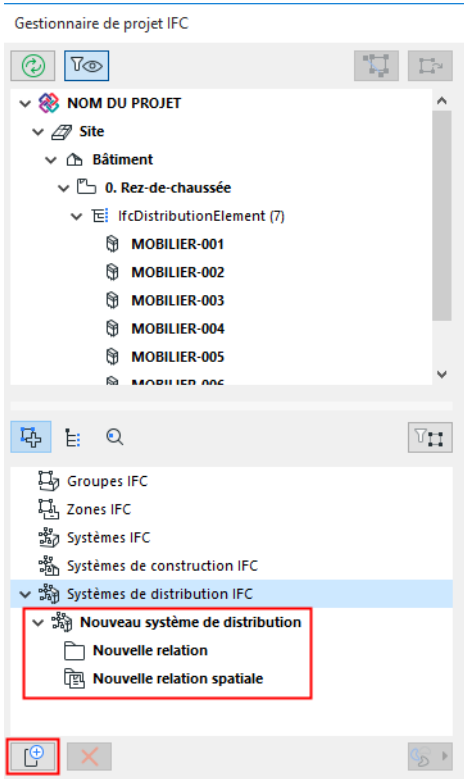 Gestionnaire de projet IFC
NOM DU PROJET
Site
Bâtiment
0. Rez-de-chaussée
IfcDistributionElement (7)
MOBILIER-001
MOBILIER-002
MOBILIER-003
MOBILIER-004
MOBILIER-005
MOBILIER-006
Groupes IFC
Zones IFC
Systèmes IFC
Systèmes de construction IFC
Systèmes de distribution IFC
Nouveau système de distribution
Nouvelle relation
Nouvelle relation spatiale